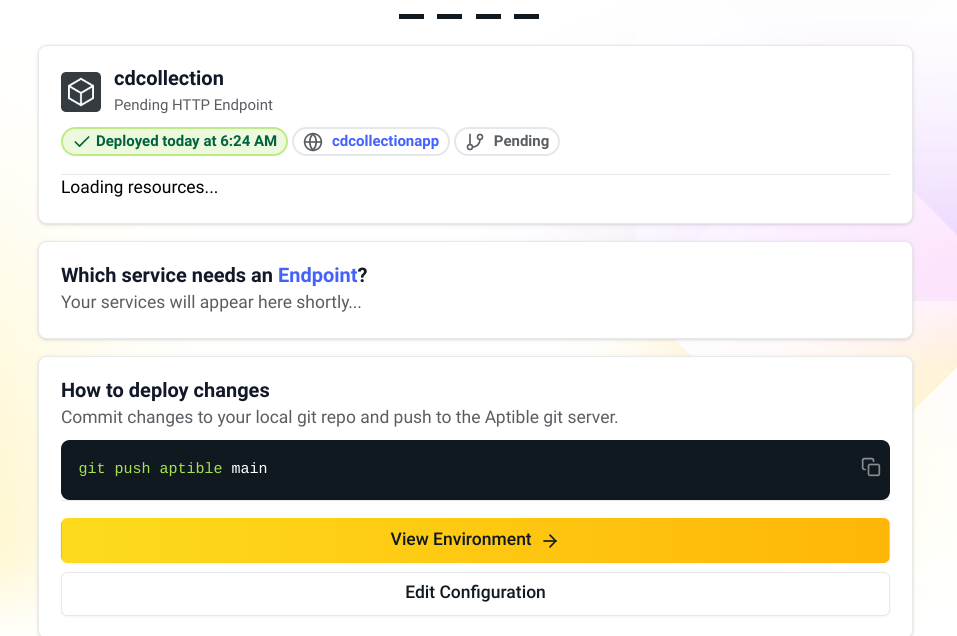 cdcollection
Pending HTTP Endpoint
Deployed today at 6:24 AM
cdcollectionapp
Pending
Loading resources...
Which service needs an Endpoint?
Your services will appear here shortly...
How to deploy changes
Commit changes to your local git repo and push to the Aptible git server.
git push aptible main
View Environment
Edit Configuration